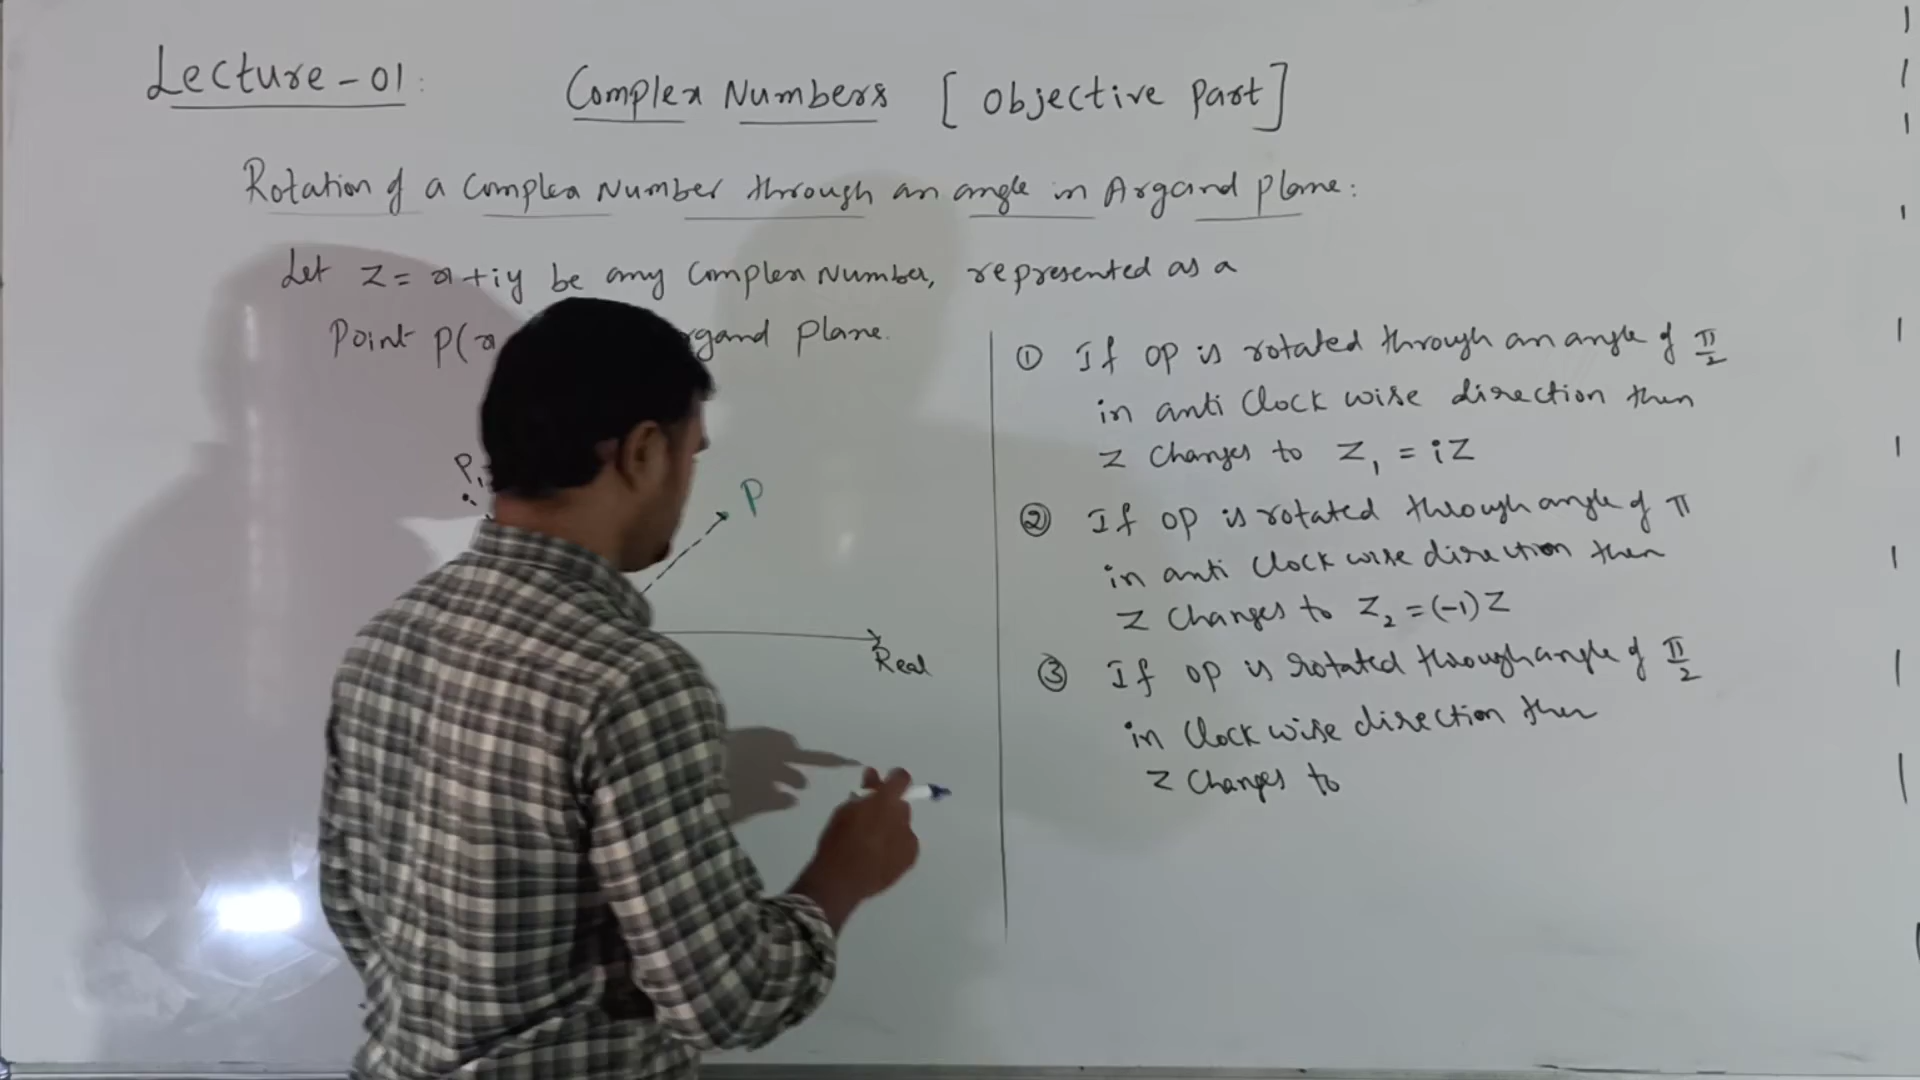 Lecture-01:
Complex Numbers [Objective Part]
Rotation of a Complex Number through an angle in Argand plane:
Let z = x+iy be any Complex Number, represented as a
Point P(x
rgand plane.
P₁
P
Real
① If OP is rotated through an angle of π/2
in anti Clock wise direction then
z Changes to z₁ = iz
② If OP is rotated through angle of π
in anti Clock wise direction then
z Changes to z₂ = (-1)z
③ If OP is rotated through angle of π/2
in Clock wise direction then
z Changes to